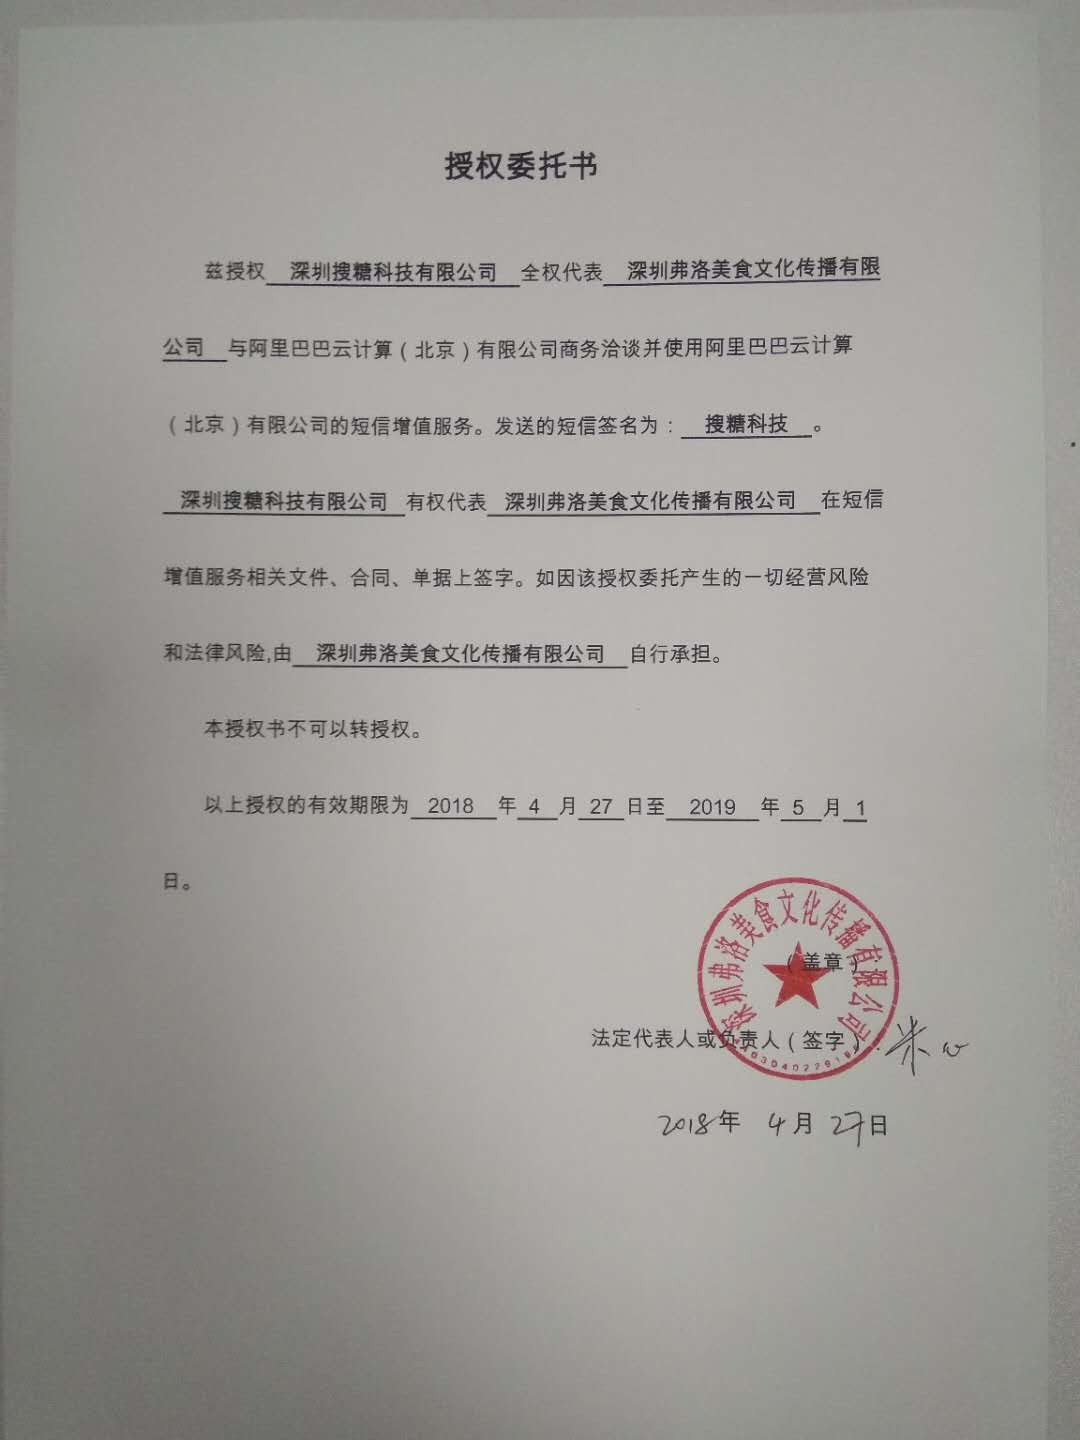 授权委托书
兹授权 深圳搜糖科技有限公司 全权代表 深圳弗洛美食文化传播有限
公司 与阿里巴巴云计算（北京）有限公司商务洽谈并使用阿里巴巴云计算
（北京）有限公司的短信增值服务。发送的短信签名为： 搜糖科技 。
深圳搜糖科技有限公司 有权代表 深圳弗洛美食文化传播有限公司 在短信
增值服务相关文件、合同、单据上签字。如因该授权委托产生的一切经营风险
和法律风险,由 深圳弗洛美食文化传播有限公司 自行承担。
本授权书不可以转授权。
以上授权的有效期限为 2018 年 4 月 27 日至 2019 年 5 月 1
日。
深圳弗洛美食文化传播有限公司
（盖章）
法定代表人或负责人（签字）:
2018年 4月 27日